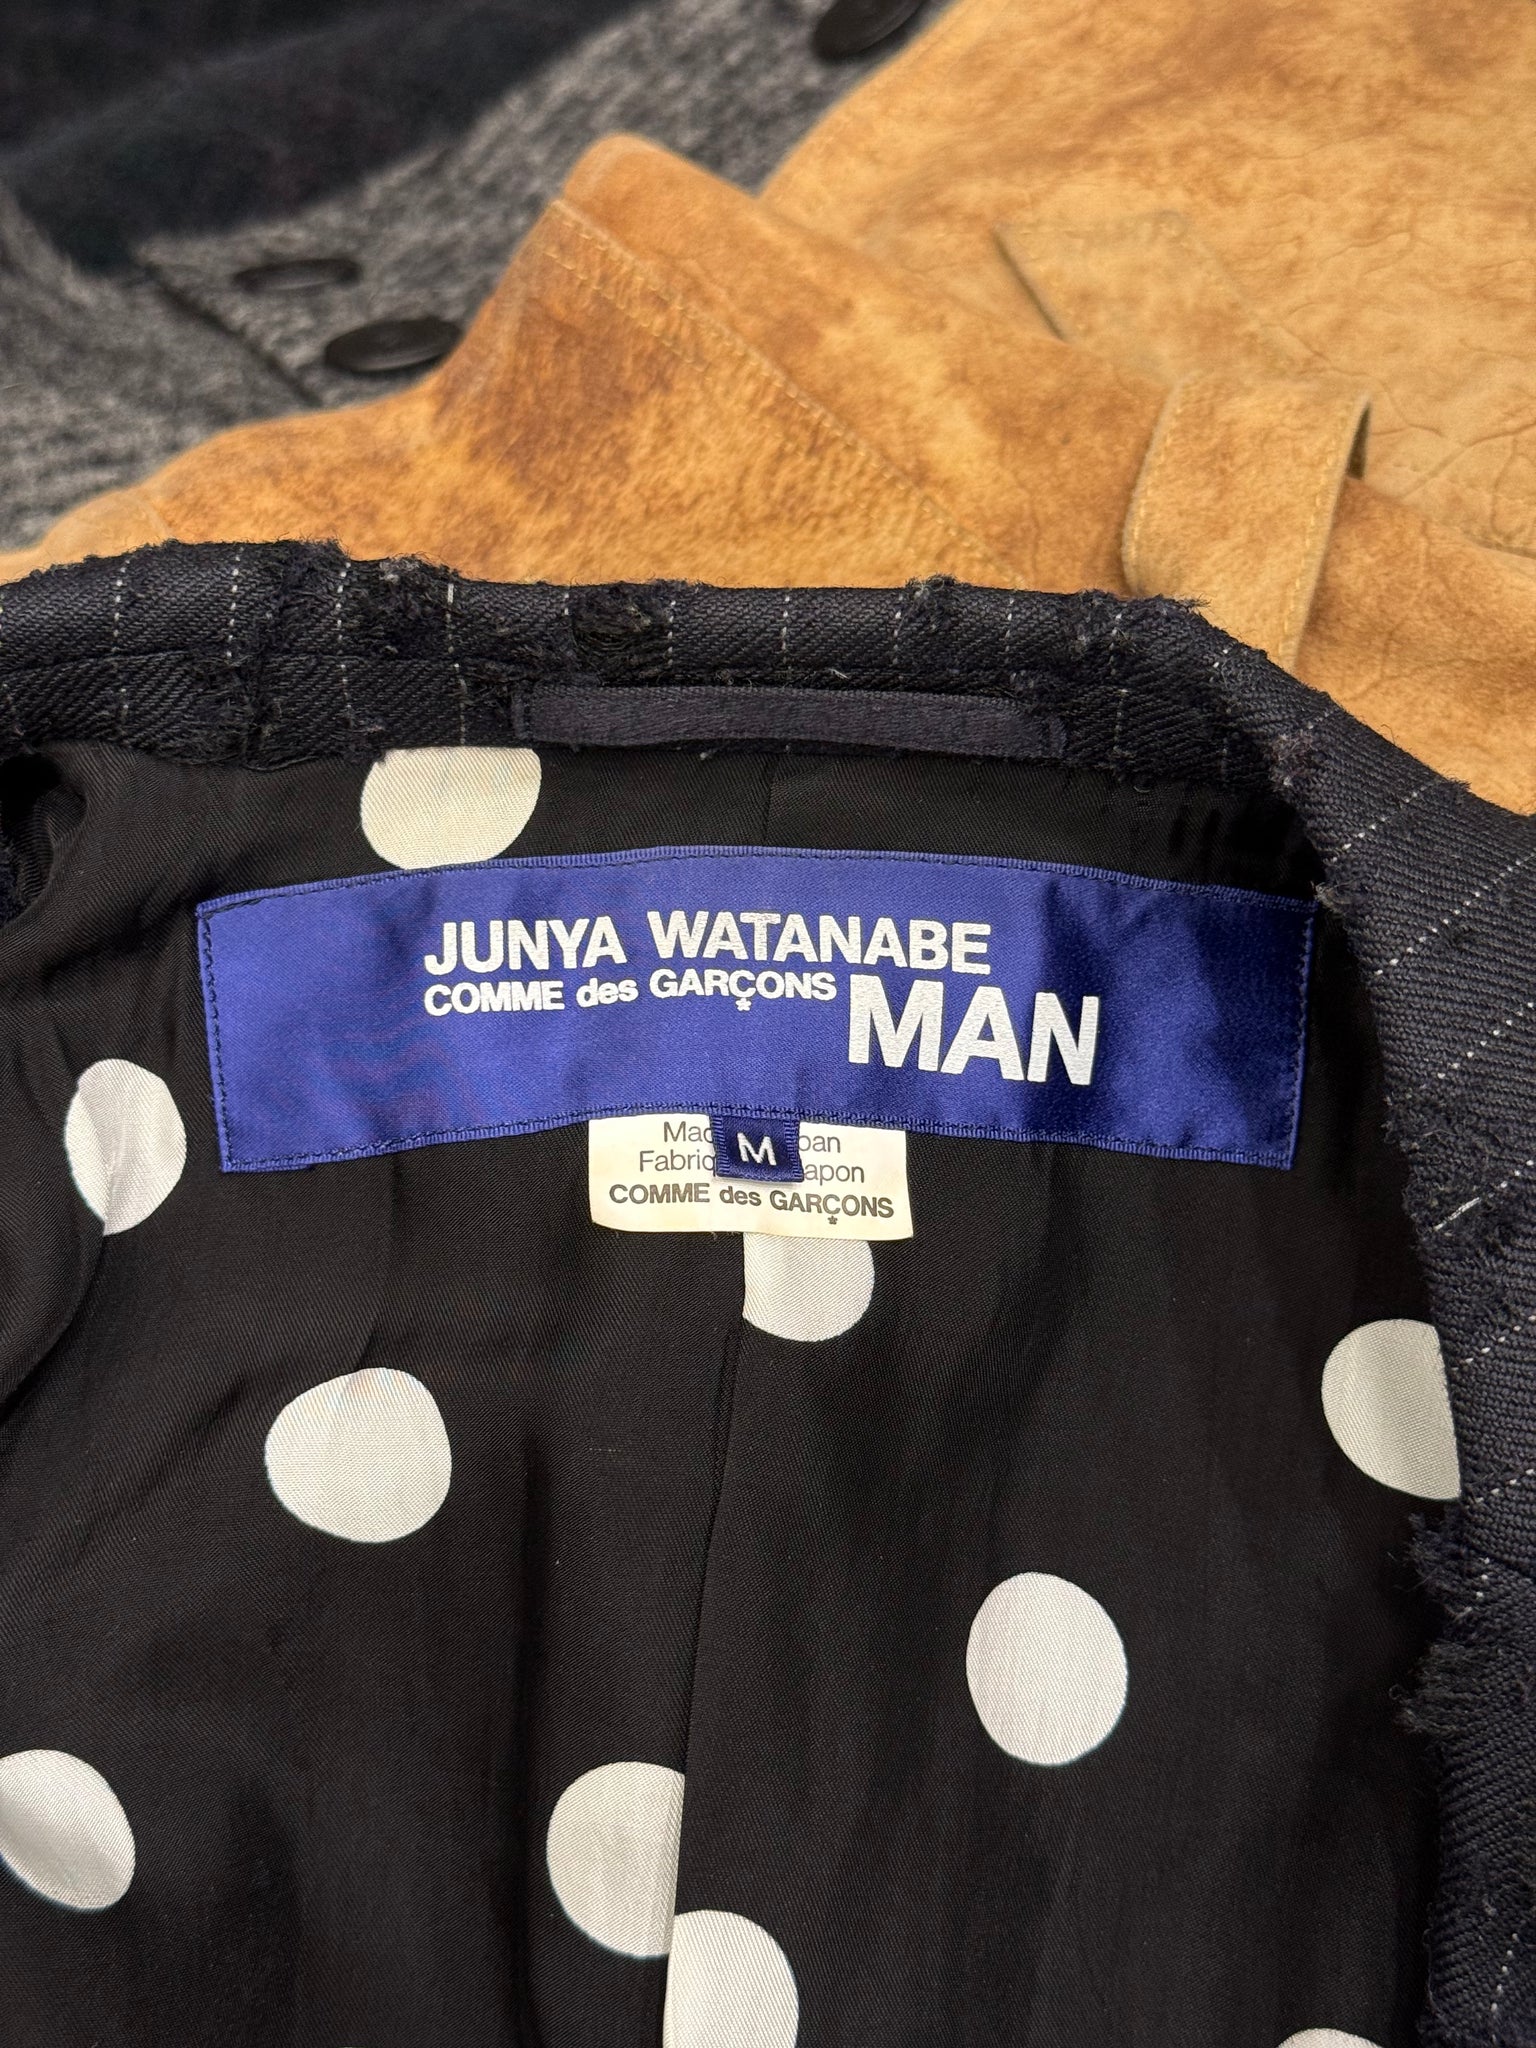 JUNYA WATANABE
COMME des GARÇONS MAN
M
COMME des GARÇONS